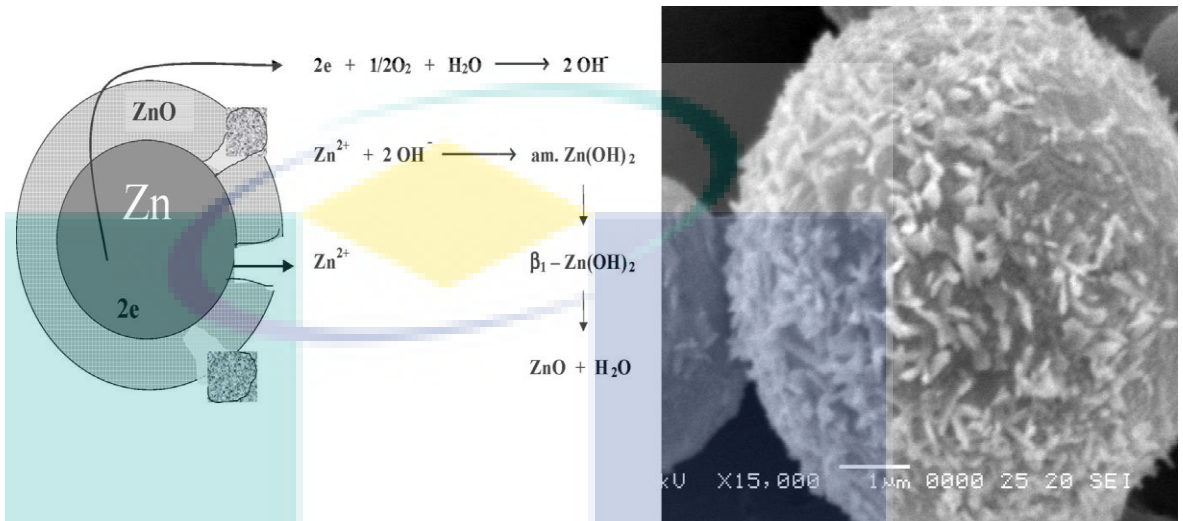 2e + 1/2O₂ + H₂O ⟶ 2 OH⁻
ZnO
Zn²⁺ + 2 OH⁻ ⟶ am. Zn(OH)₂
Zn
Zn²⁺
β₁ – Zn(OH)₂
2e
ZnO + H₂O
kV X15,000 1µm 0000 25 20 SEI